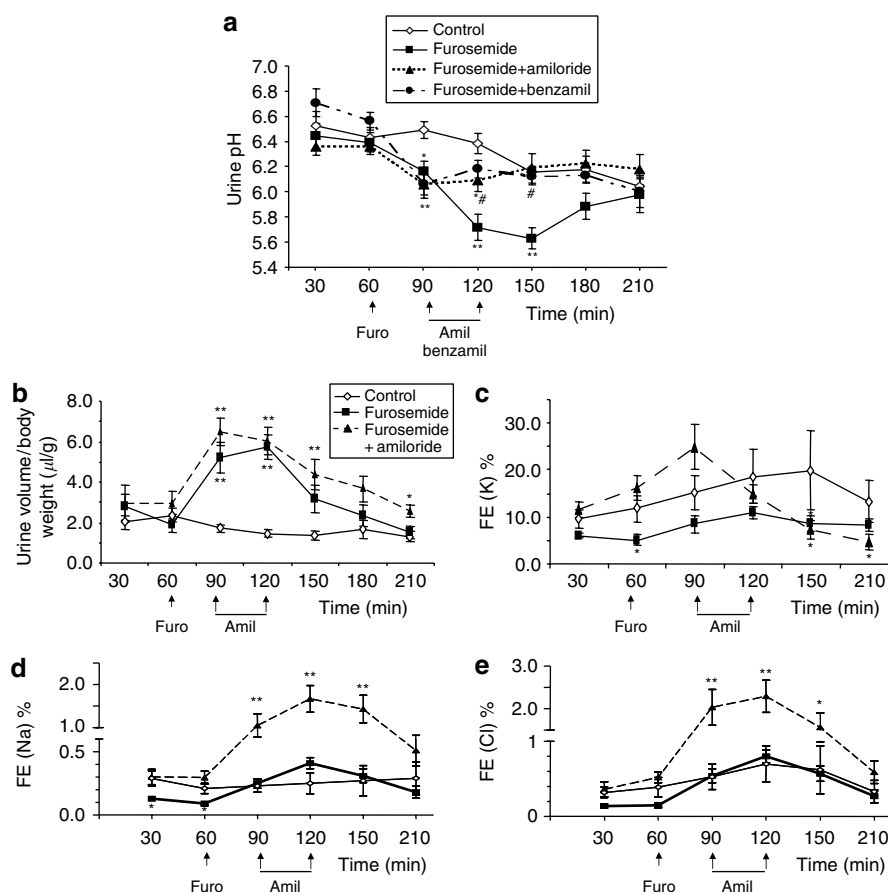 a
Control
Furosemide
Furosemide+amiloride
Furosemide+benzamil
Urine pH
7.0
6.8
6.6
6.4
6.2
6.0
5.8
5.6
5.4
*
**
*#
**
#
**
30 60 90 120 150 180 210
Time (min)
Furo
Amil
benzamil
b
Control
Furosemide
Furosemide
+ amiloride
Urine volume/body
weight (μl/g)
8.0
6.0
4.0
2.0
0.0
** ** **
** **
*
30 60 90 120 150 180 210
Time (min)
Furo Amil
c
FE (K) %
30.0
20.0
10.0
0.0
* * *
30 60 90 120 150 180 210
Time (min)
Furo Amil
d
FE (Na) %
2.0
1.0
0.5
0.0
** ** **
* *
30 60 90 120 150 210
Time (min)
Furo Amil
e
FE (Cl) %
3.0
2.0
1
0
** ** *
30 60 90 120 150 210
Time (min)
Furo Amil